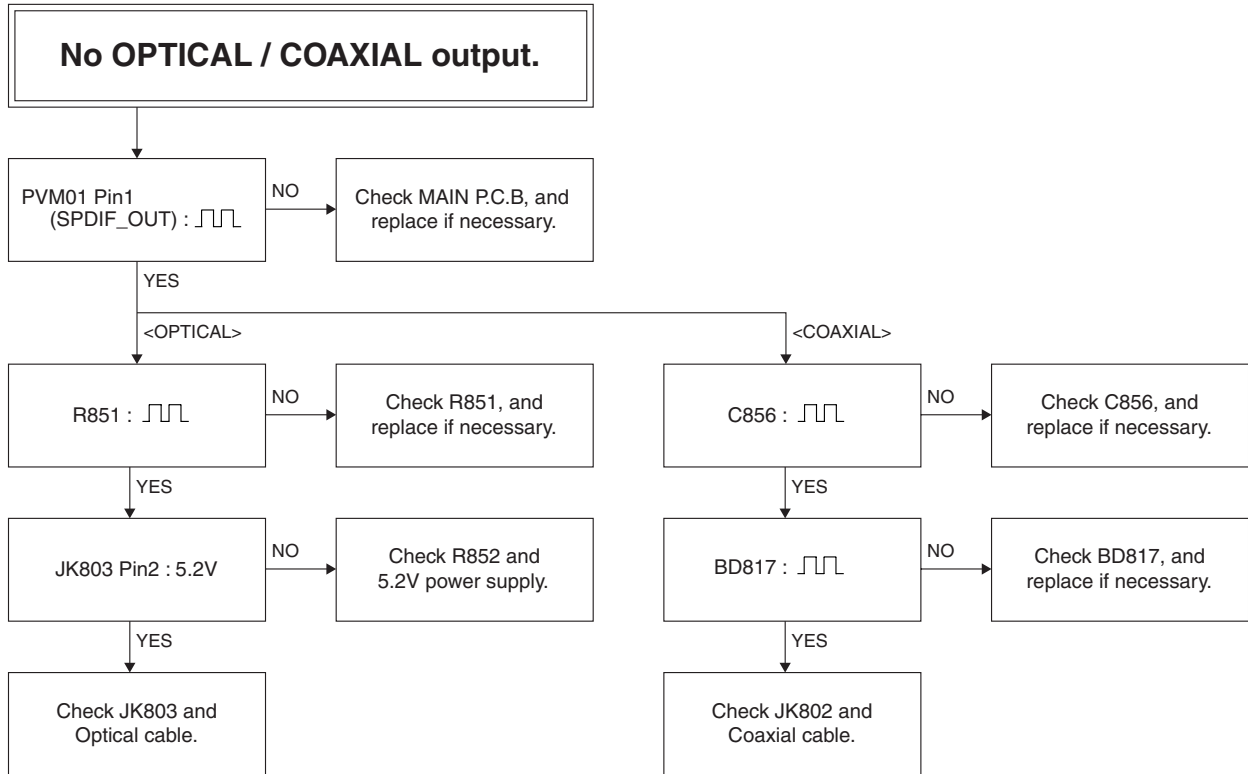 No OPTICAL / COAXIAL output.
PVM01 Pin1
(SPDIF_OUT) :
NO
Check MAIN P.C.B, and
replace if necessary.
YES
<OPTICAL>
<COAXIAL>
R851 :
NO
Check R851, and
replace if necessary.
C856 :
NO
Check C856, and
replace if necessary.
YES
YES
JK803 Pin2 : 5.2V
NO
Check R852 and
5.2V power supply.
BD817 :
NO
Check BD817, and
replace if necessary.
YES
YES
Check JK803 and
Optical cable.
Check JK802 and
Coaxial cable.